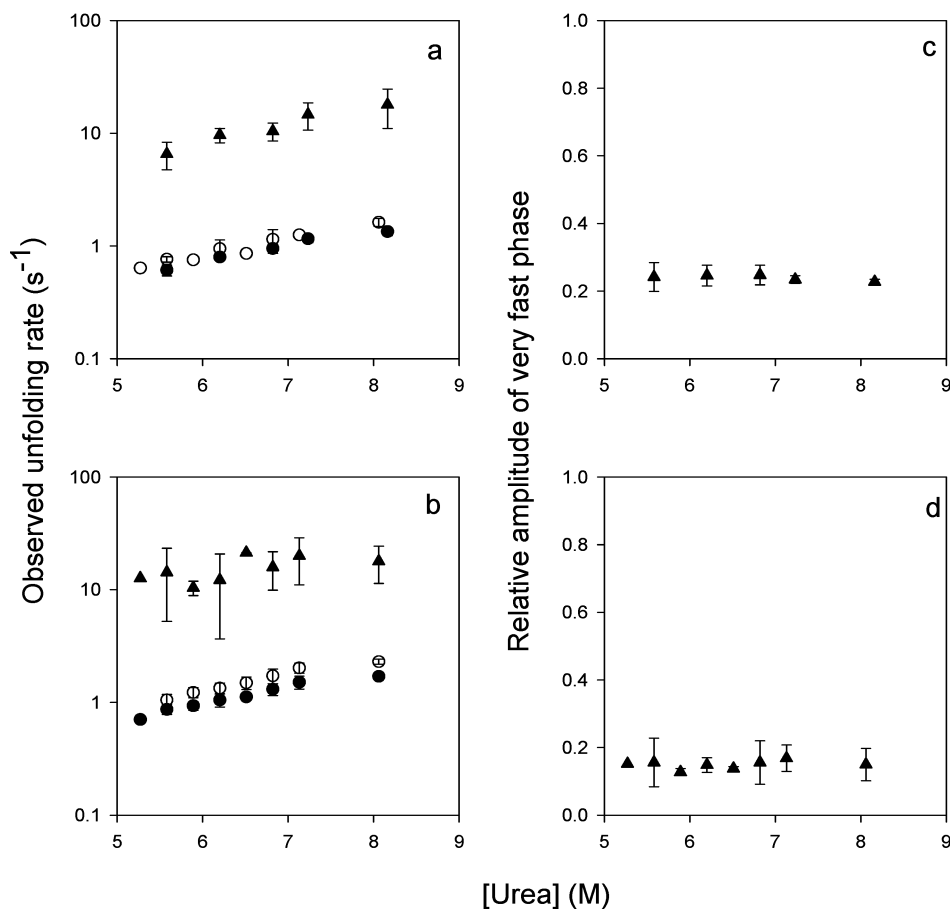 a
100
10
1
0.1
5 6 7 8 9
c
1.0
0.8
0.6
0.4
0.2
0.0
5 6 7 8 9
b
100
10
1
0.1
5 6 7 8 9
d
1.0
0.8
0.6
0.4
0.2
0.0
5 6 7 8 9
Observed unfolding rate (s⁻¹)
Relative amplitude of very fast phase
[Urea] (M)